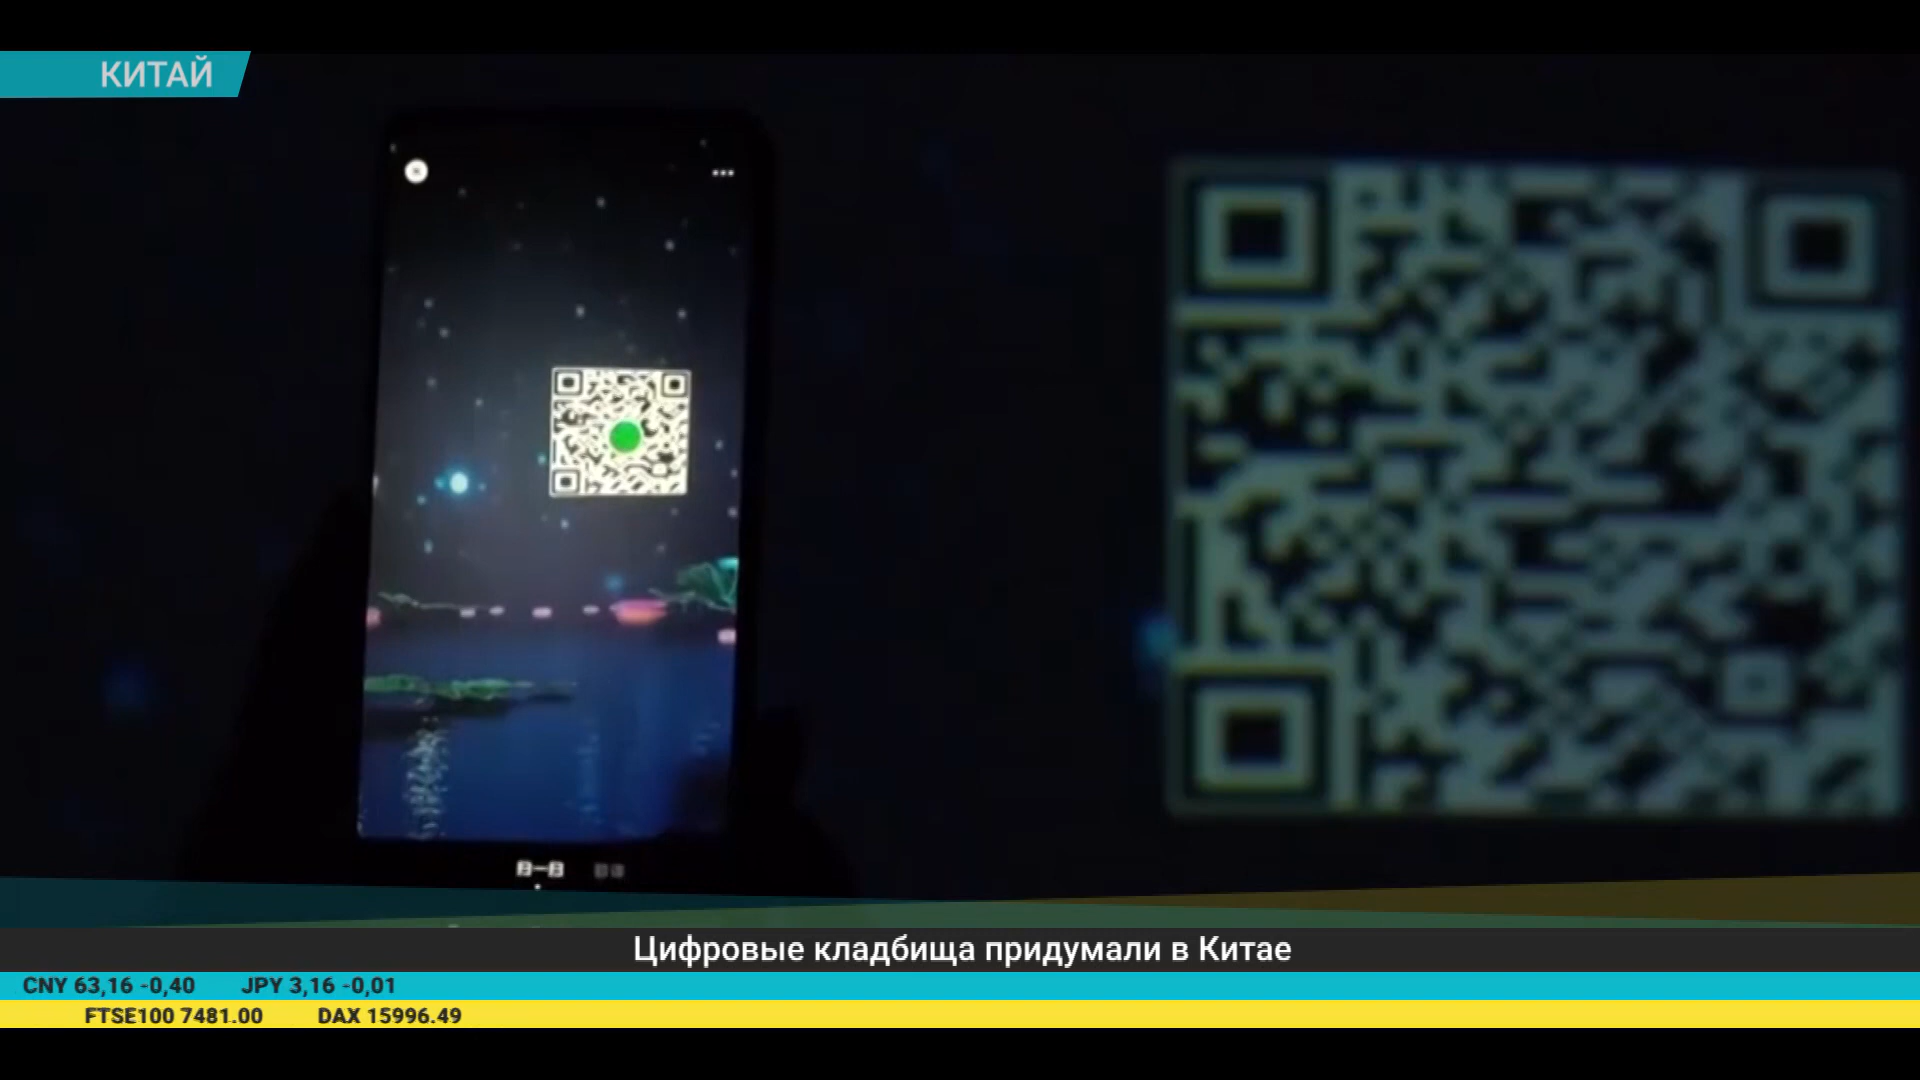 КИТАЙ
Цифровые кладбища придумали в Китае
CNY 63,16 -0,40 JPY 3,16 -0,01
FTSE100 7481.00 DAX 15996.49